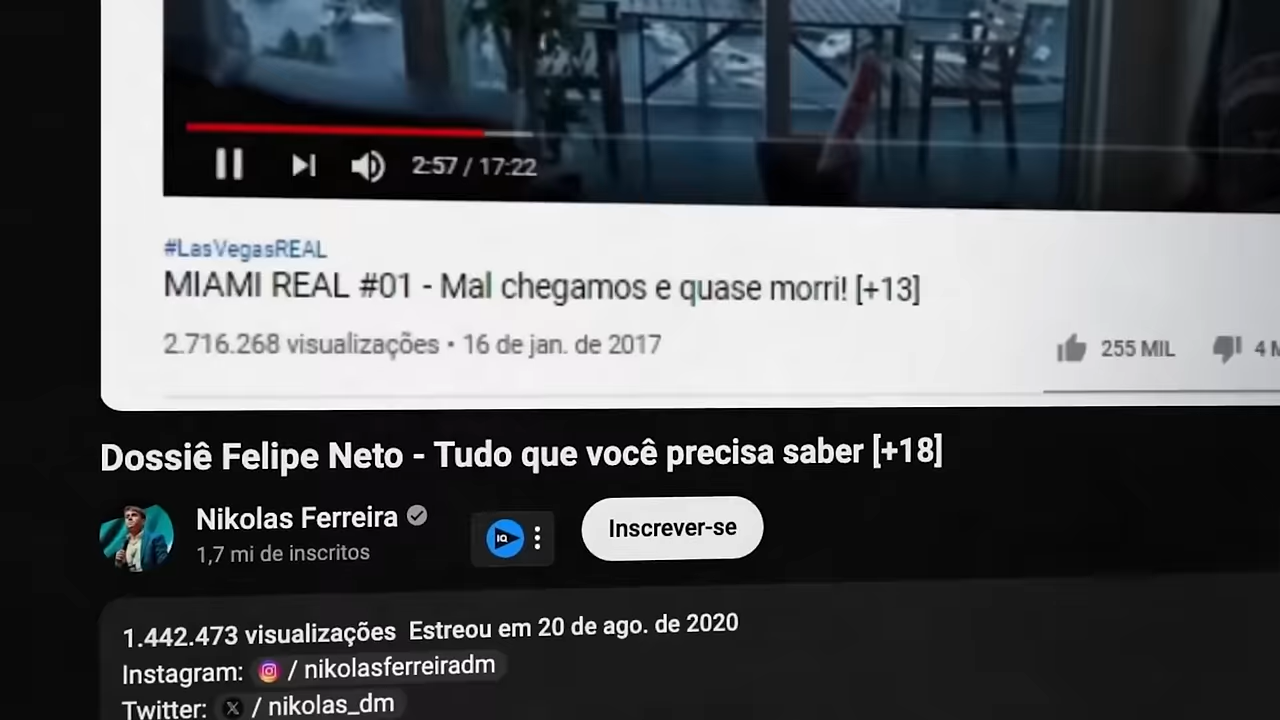 2:57 / 17:22
#LasVegasREAL
MIAMI REAL #01 - Mal chegamos e quase morri! [+13]
2.716.268 visualizações • 16 de jan. de 2017
255 MIL
Dossiê Felipe Neto - Tudo que você precisa saber [+18]
Nikolas Ferreira
1,7 mi de inscritos
IQ
Inscrever-se
1.442.473 visualizações Estreou em 20 de ago. de 2020
Instagram: / nikolasferreiradm
Twitter: X / nikolas_dm